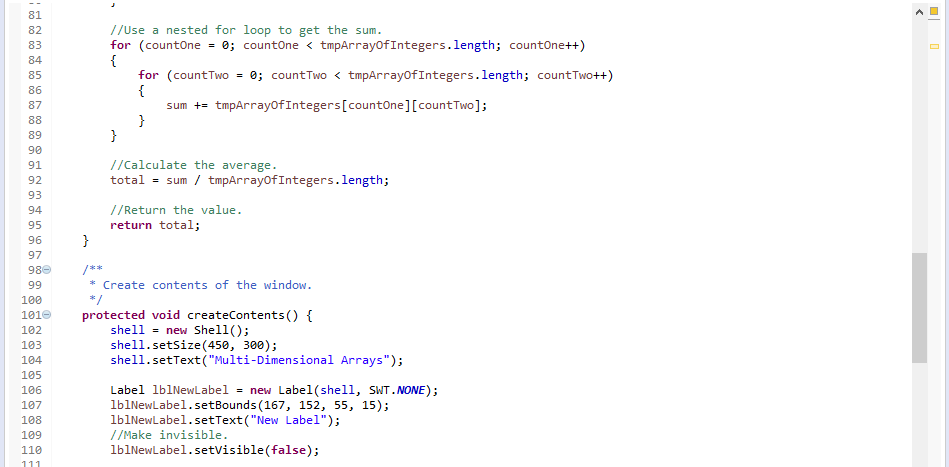 81
82 //Use a nested for loop to get the sum.
83 for (countOne = 0; countOne < tmpArrayOfIntegers.length; countOne++)
84 {
85 for (countTwo = 0; countTwo < tmpArrayOfIntegers.length; countTwo++)
86 {
87 sum += tmpArrayOfIntegers[countOne][countTwo];
88 }
89 }
90
91 //Calculate the average.
92 total = sum / tmpArrayOfIntegers.length;
93
94 //Return the value.
95 return total;
96 }
97
98 /**
99 * Create contents of the window.
100 */
101 protected void createContents() {
102 shell = new Shell();
103 shell.setSize(450, 300);
104 shell.setText("Multi-Dimensional Arrays");
105
106 Label lblNewLabel = new Label(shell, SWT.NONE);
107 lblNewLabel.setBounds(167, 152, 55, 15);
108 lblNewLabel.setText("New Label");
109 //Make invisible.
110 lblNewLabel.setVisible(false);
111